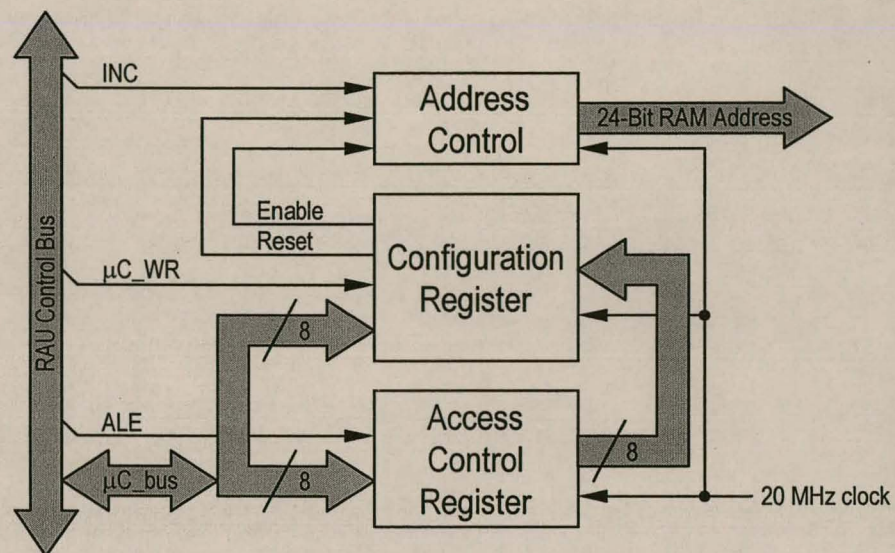 RAU Control Bus
INC
Address
Control
24-Bit RAM Address
Enable
Reset
μC_WR
Configuration
Register
8
ALE
Access
Control
Register
8
μC_bus
8
20 MHz clock